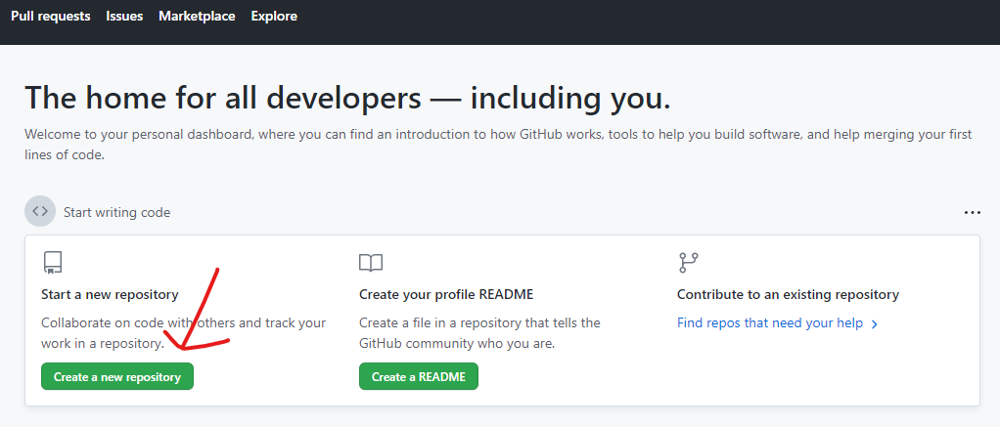 Pull requests Issues Marketplace Explore
The home for all developers — including you.
Welcome to your personal dashboard, where you can find an introduction to how GitHub works, tools to help you build software, and help merging your first
lines of code.
Start writing code
Start a new repository
Collaborate on code with others and track your
work in a repository.
Create a new repository
Create your profile README
Create a file in a repository that tells the
GitHub community who you are.
Create a README
Contribute to an existing repository
Find repos that need your help